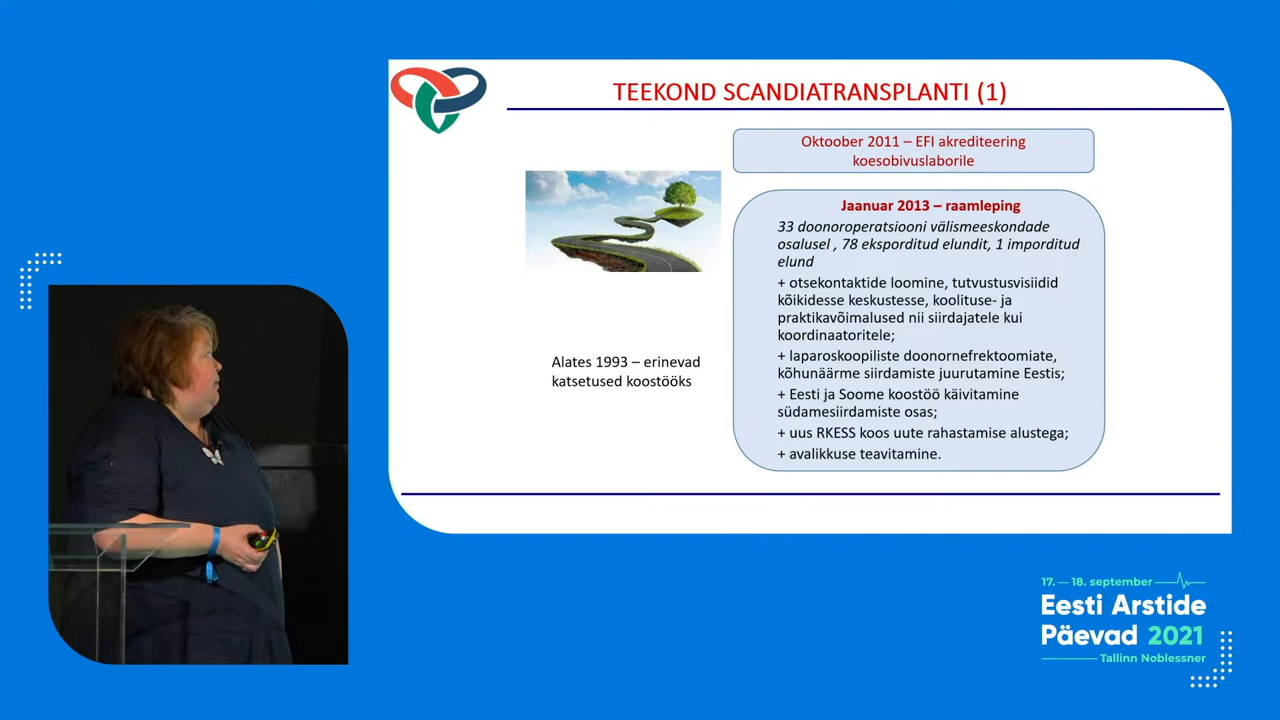 TEEKOND SCANDIATRANSPLANTI (1)
Oktoober 2011 – EFI akrediteering
koesobivuslaborile
Jaanuar 2013 – raamleping
33 doonoroperatsiooni välismeeskondade
osalusel , 78 eksporditud elundit, 1 imporditud
elund
+ otsekontaktide loomine, tutvustusvisiidid
kõikidesse keskustesse, koolituse- ja
praktikavõimalused nii siirdajatele kui
koordinaatoritele;
+ laparoskoopiliste doonornefrektoomiate,
kõhunäärme siirdamiste juurutamine Eestis;
+ Eesti ja Soome koostöö käivitamine
südamesiirdamiste osas;
+ uus RKESS koos uute rahastamise alustega;
+ avalikkuse teavitamine.
Alates 1993 – erinevad
katsetused koostööks
17. — 18. september
Eesti Arstide
Päevad 2021
Tallinn Noblessner